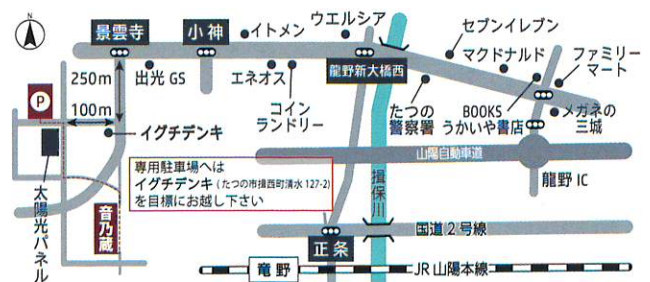 N
景雲寺
小神
イトメン
ウエルシア
セブンイレブン
マクドナルド
ファミリー
マート
250m
出光 GS
エネオス
コイン
ランドリー
龍野新大橋西
たつの
警察署
BOOKS
うかいや書店
メガネの
三城
P
100m
イグチデンキ
山陽自動車道
専用駐車場へは
イグチデンキ(たつの市揖西町清水 127-2)
を目標にお越し下さい
揖保川
龍野 IC
太陽光パネル
音乃蔵
正条
国道2号線
竜野
JR 山陽本線